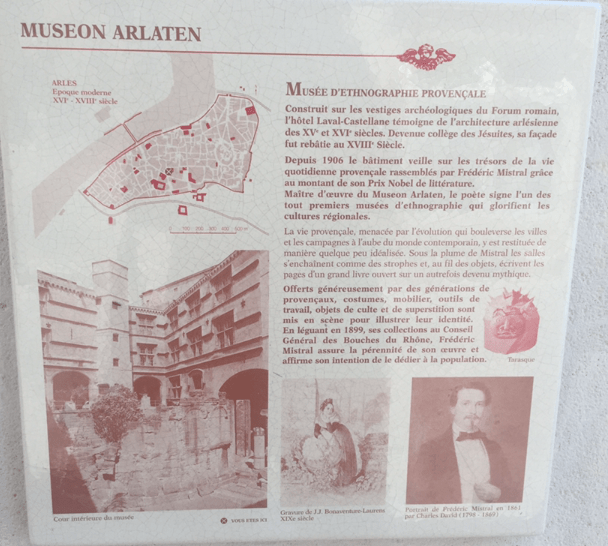 MUSEON ARLATEN
ARLES
Epoque moderne
XVIᵉ - XVIIIᵉ siècle
MUSÉE D'ETHNOGRAPHIE PROVENÇALE
Construit sur les vestiges archéologiques du Forum romain,
l'hôtel Laval-Castellane témoigne de l'architecture arlésienne
des XVᵉ et XVIᵉ siècles. Devenue collège des Jésuites, sa façade
fut rebâtie au XVIIIᵉ Siècle.
Depuis 1906 le bâtiment veille sur les trésors de la vie
quotidienne provençale rassemblés par Frédéric Mistral grâce
au montant de son Prix Nobel de littérature.
Maître d'œuvre du Museon Arlaten, le poète signe l'un des
tout premiers musées d'ethnographie qui glorifient les
cultures régionales.
La vie provençale, menacée par l'évolution qui bouleverse les villes
et les campagnes à l'aube du monde contemporain, y est restituée de
manière quelque peu idéalisée. Sous la plume de Mistral les salles
s'enchaînent comme des strophes et, au fil des objets, écrivent les
pages d'un grand livre ouvert sur un autrefois devenu mythique.
Offerts généreusement par des générations de
provençaux, costumes, mobilier, outils de
travail, objets de culte et de superstition sont
mis en scène pour illustrer leur identité.
En léguant en 1899, ses collections au Conseil
Général des Bouches du Rhône, Frédéric
Mistral assure la pérennité de son œuvre et
affirme son intention de le dédier à la population.
Tarasque
Cour intérieure du musée
VOUS ETES ICI
Gravure de J.J. Bonaventure-Laurens
XIXe siècle
Portrait de Frédéric Mistral en
par Charles